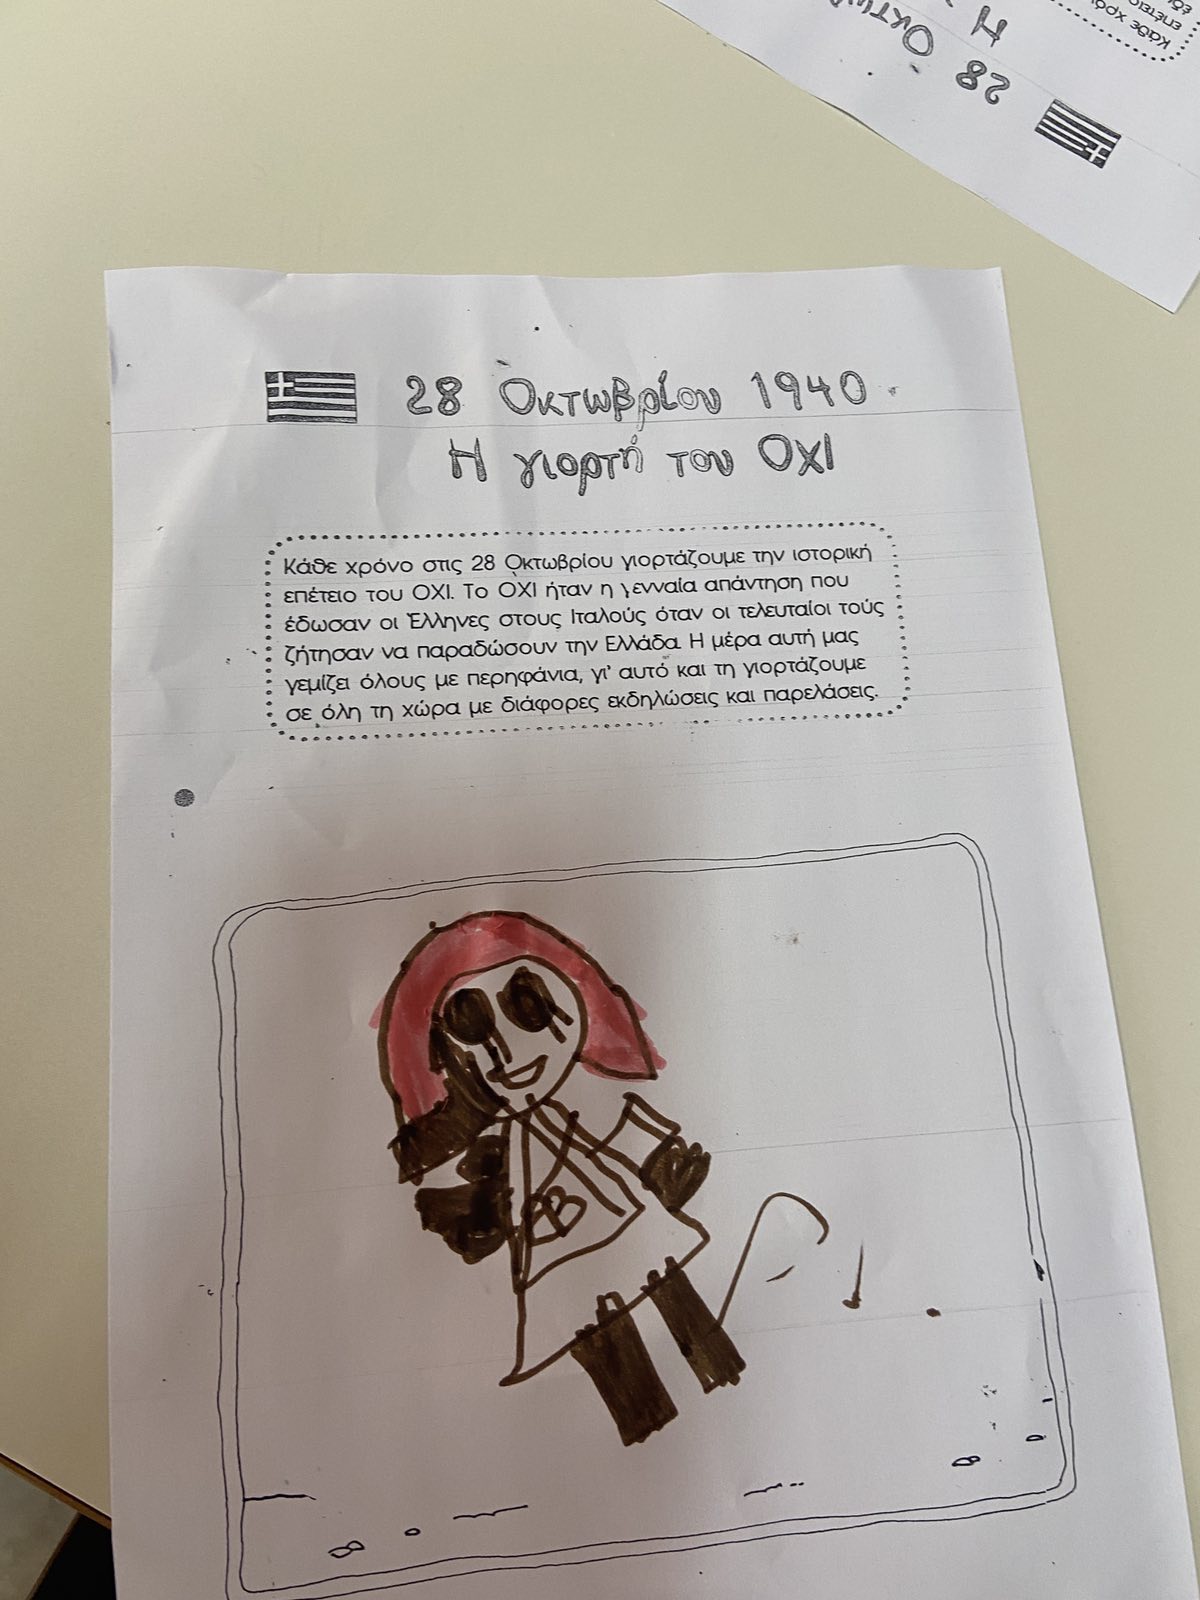 28 Οκτωβρίου 1940
Η γιορτή του ΟΧΙ
Κάθε χρόνο στις 28 Οκτωβρίου γιορτάζουμε την ιστορική
επέτειο του ΟΧΙ. Το ΟΧΙ ήταν η γενναία απάντηση που
έδωσαν οι Έλληνες στους Ιταλούς όταν οι τελευταίοι τούς
ζήτησαν να παραδώσουν την Ελλάδα. Η μέρα αυτή μας
γεμίζει όλους με περηφάνια, γι' αυτό και τη γιορτάζουμε
σε όλη τη χώρα με διάφορες εκδηλώσεις και παρελάσεις.
28
Η
Κάθε
επέτειο